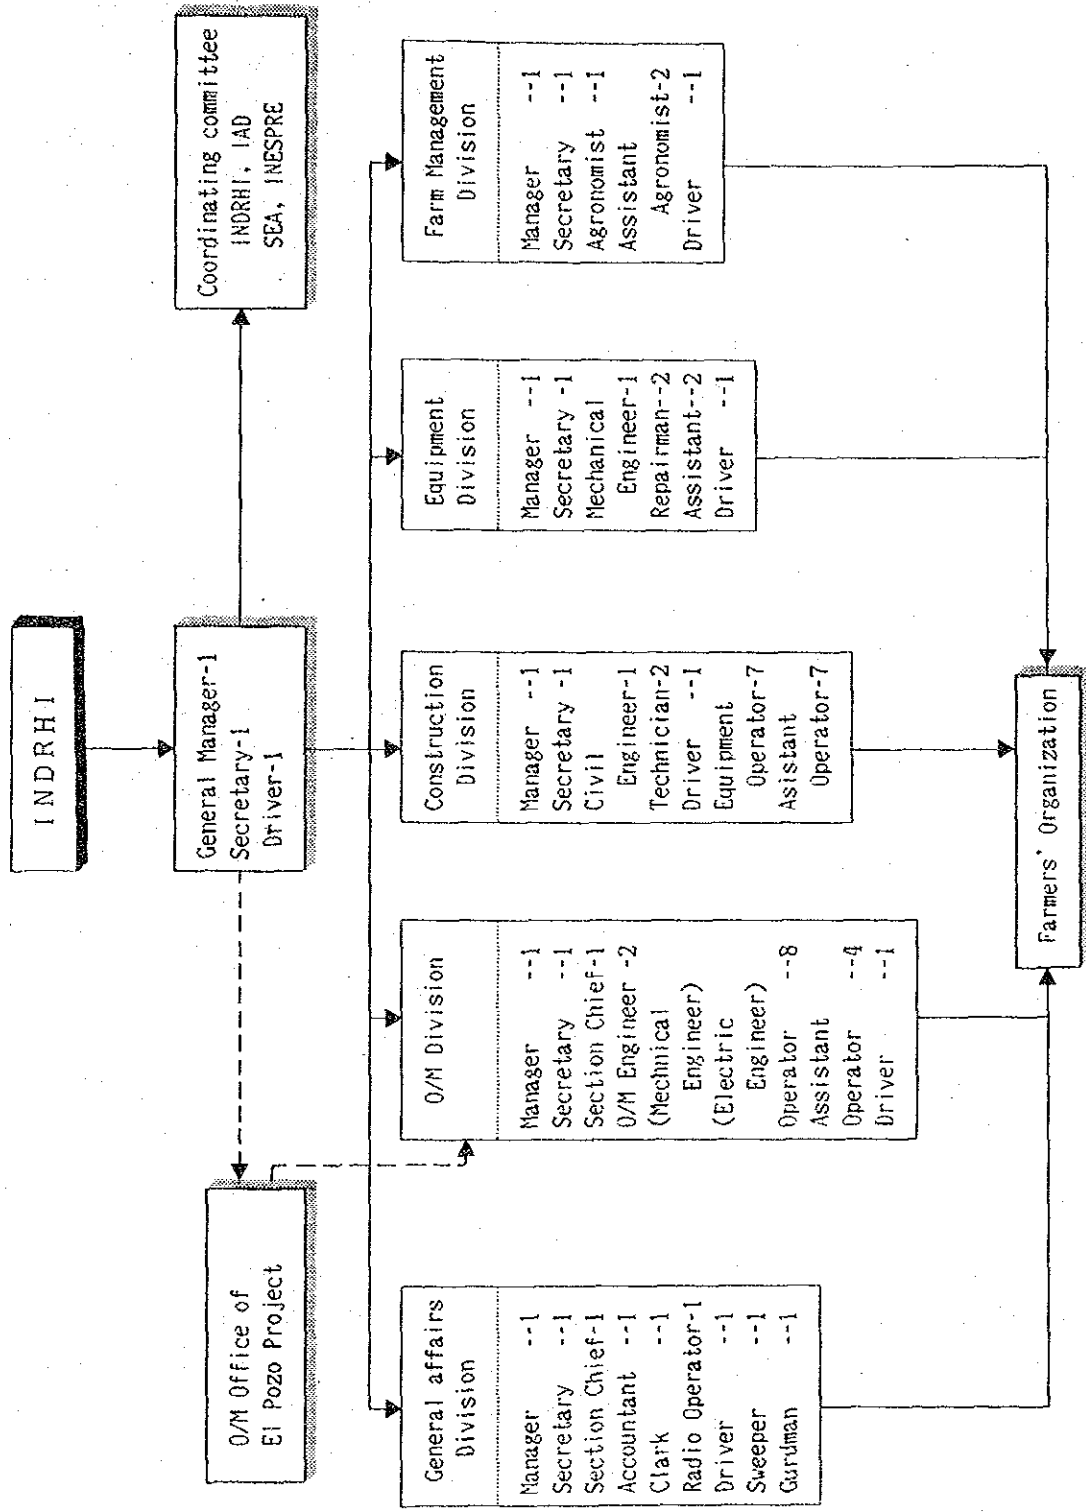 INDRHI
General Manager-1
Secretary-1
Driver-1
Coordinating committee
INDRHI, IAD
SEA, INESPRE
O/M Office of
El Pozo Project
General affairs
Division
Manager --1
Secretary --1
Section Chief-1
Accountant --1
Clark --1
Radio Operator-1
Driver --1
Sweeper --1
Gurdman --1
O/M Division
Manager --1
Secretary --1
Section Chief-1
O/M Engineer -2
(Mechnical
Engineer)
(Electric
Engineer)
Operator --8
Assistant
Operator --4
Driver --1
Construction
Division
Manager --1
Secretary -1
Civil
Engineer-1
Technician-2
Driver --1
Equipment
Operator-7
Asistant
Operator-7
Equipment
Division
Manager --1
Secretary -1
Mechanical
Engineer-1
Repairman--2
Assistant--2
Driver --1
Farm Management
Division
Manager --1
Secretary --1
Agronomist --1
Assistant
Agronomist-2
Driver --1
Farmers' Organization